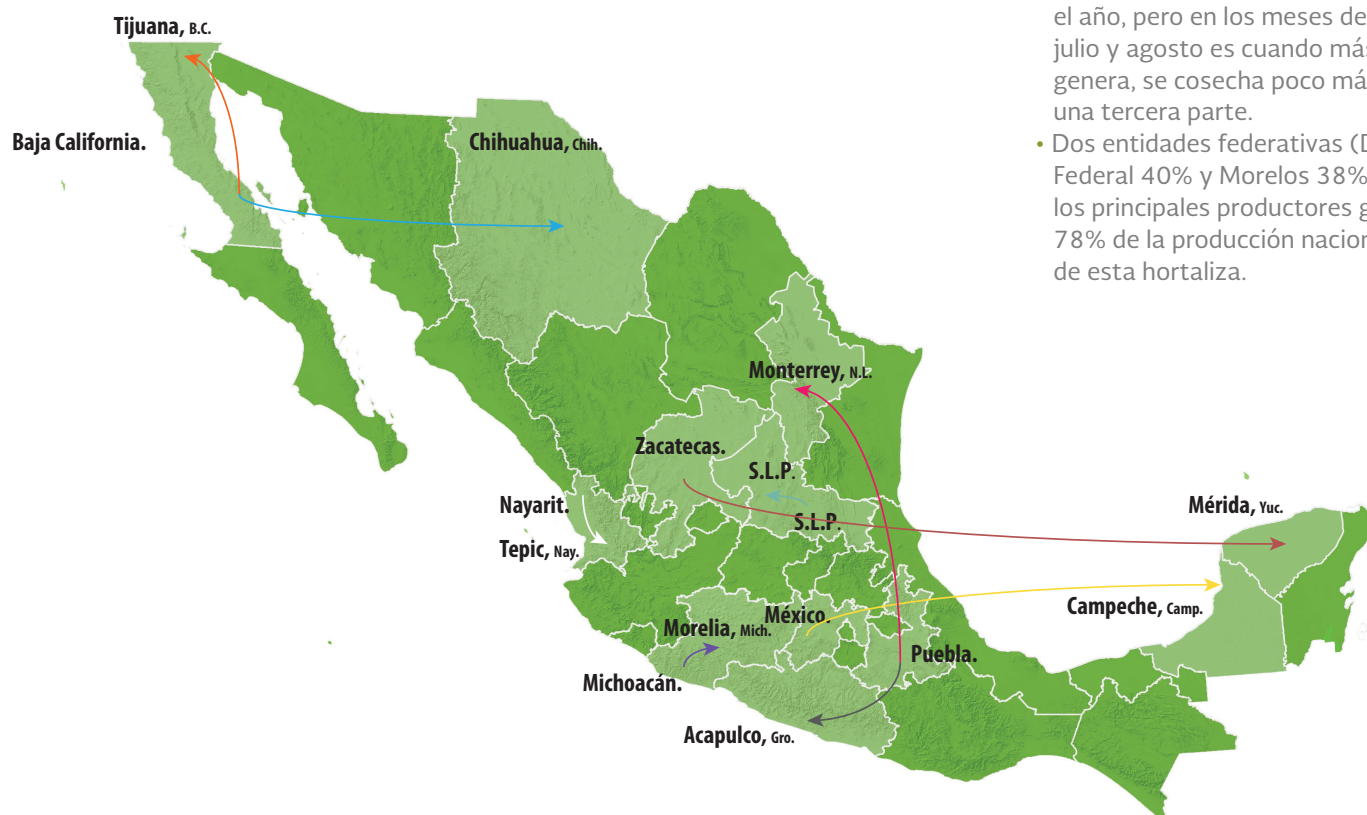 el año, pero en los meses de
julio y agosto es cuando más
genera, se cosecha poco má
una tercera parte.
• Dos entidades federativas (D
Federal 40% y Morelos 38%
los principales productores g
78% de la producción nacion
de esta hortaliza.
Tijuana, B.C.
Baja California.
Chihuahua, Chih.
Monterrey, N.L.
Zacatecas.
S.L.P.
Nayarit.
S.L.P.
Mérida, Yuc.
Tepic, Nay.
Campeche, Camp.
México.
Morelia, Mich.
Puebla.
Michoacán.
Acapulco, Gro.